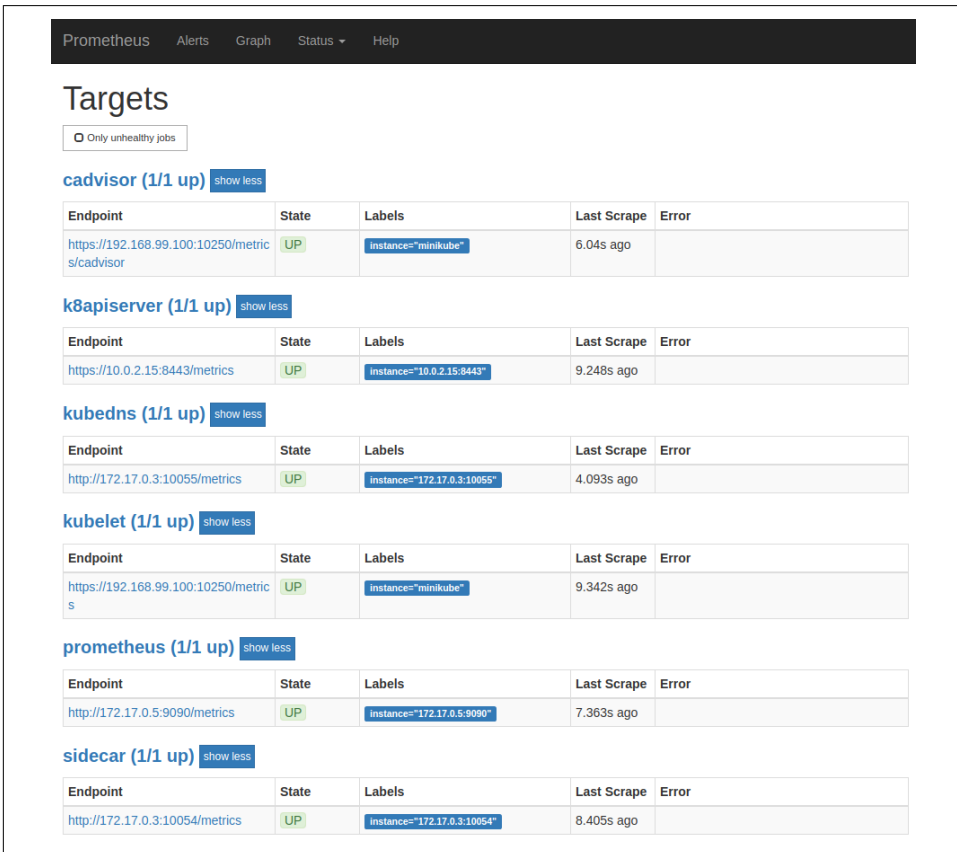 Prometheus Alerts Graph Status Help
Targets
Only unhealthy jobs
cadvisor (1/1 up) show less
Endpoint State Labels Last Scrape Error
https://192.168.99.100:10250/metric UP instance="minikube" 6.04s ago
s/cadvisor
k8apiserver (1/1 up) show less
Endpoint State Labels Last Scrape Error
https://10.0.2.15:8443/metrics UP instance="10.0.2.15:8443" 9.248s ago
kubedns (1/1 up) show less
Endpoint State Labels Last Scrape Error
http://172.17.0.3:10055/metrics UP instance="172.17.0.3:10055" 4.093s ago
kubelet (1/1 up) show less
Endpoint State Labels Last Scrape Error
https://192.168.99.100:10250/metric UP instance="minikube" 9.342s ago
s
prometheus (1/1 up) show less
Endpoint State Labels Last Scrape Error
http://172.17.0.5:9090/metrics UP instance="172.17.0.5:9090" 7.363s ago
sidecar (1/1 up) show less
Endpoint State Labels Last Scrape Error
http://172.17.0.3:10054/metrics UP instance="172.17.0.3:10054" 8.405s ago